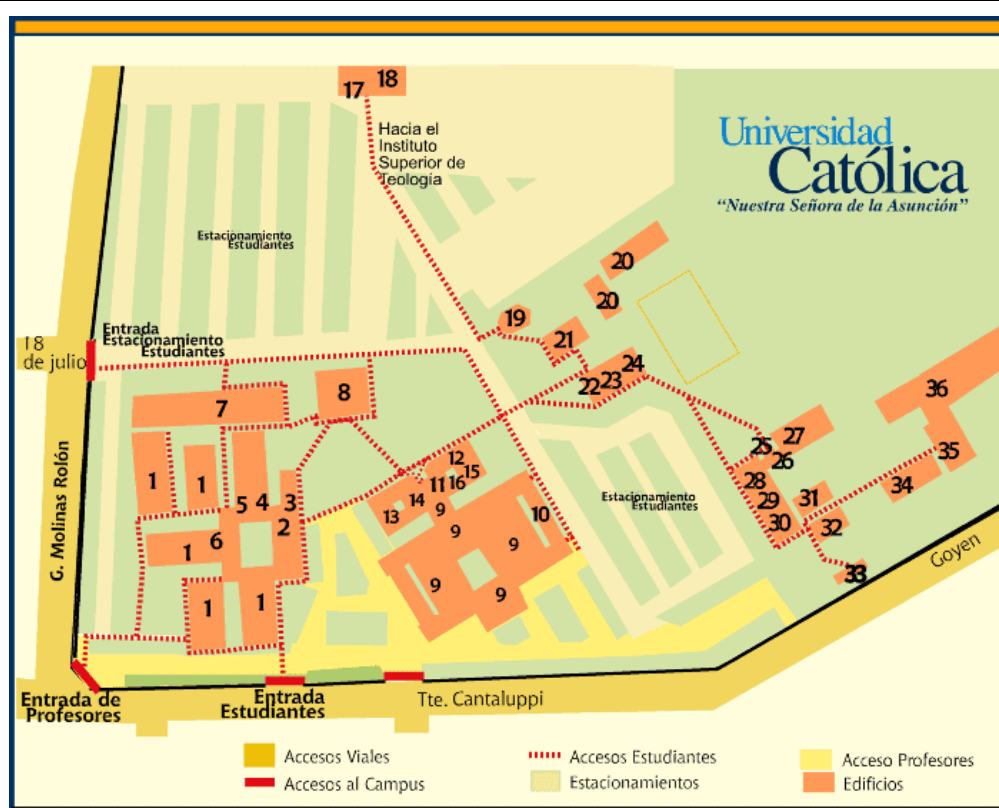 17 18
Hacia el
Instituto
Superior de
Teología
Universidad
Católica
“Nuestra Señora de la Asunción”
Estacionamiento
Estudiantes
20
20
19
21
Entrada
Estacionamiento
Estudiantes
18
de julio
24
23
22
36
8
7
27
25
26
35
12
15
1
1
11 16
28
34
5 4 3
14
9
29
31
Estacionamiento
Estudiantes
13
10
2
30
32
9
9
G. Molinas Rolón
1 6
Goyen
33
9
9
1
1
Entrada de
Profesores
Entrada
Estudiantes
Tte. Cantaluppi
Accesos Viales
Accesos Estudiantes
Acceso Profesores
Accesos al Campus
Estacionamientos
Edificios